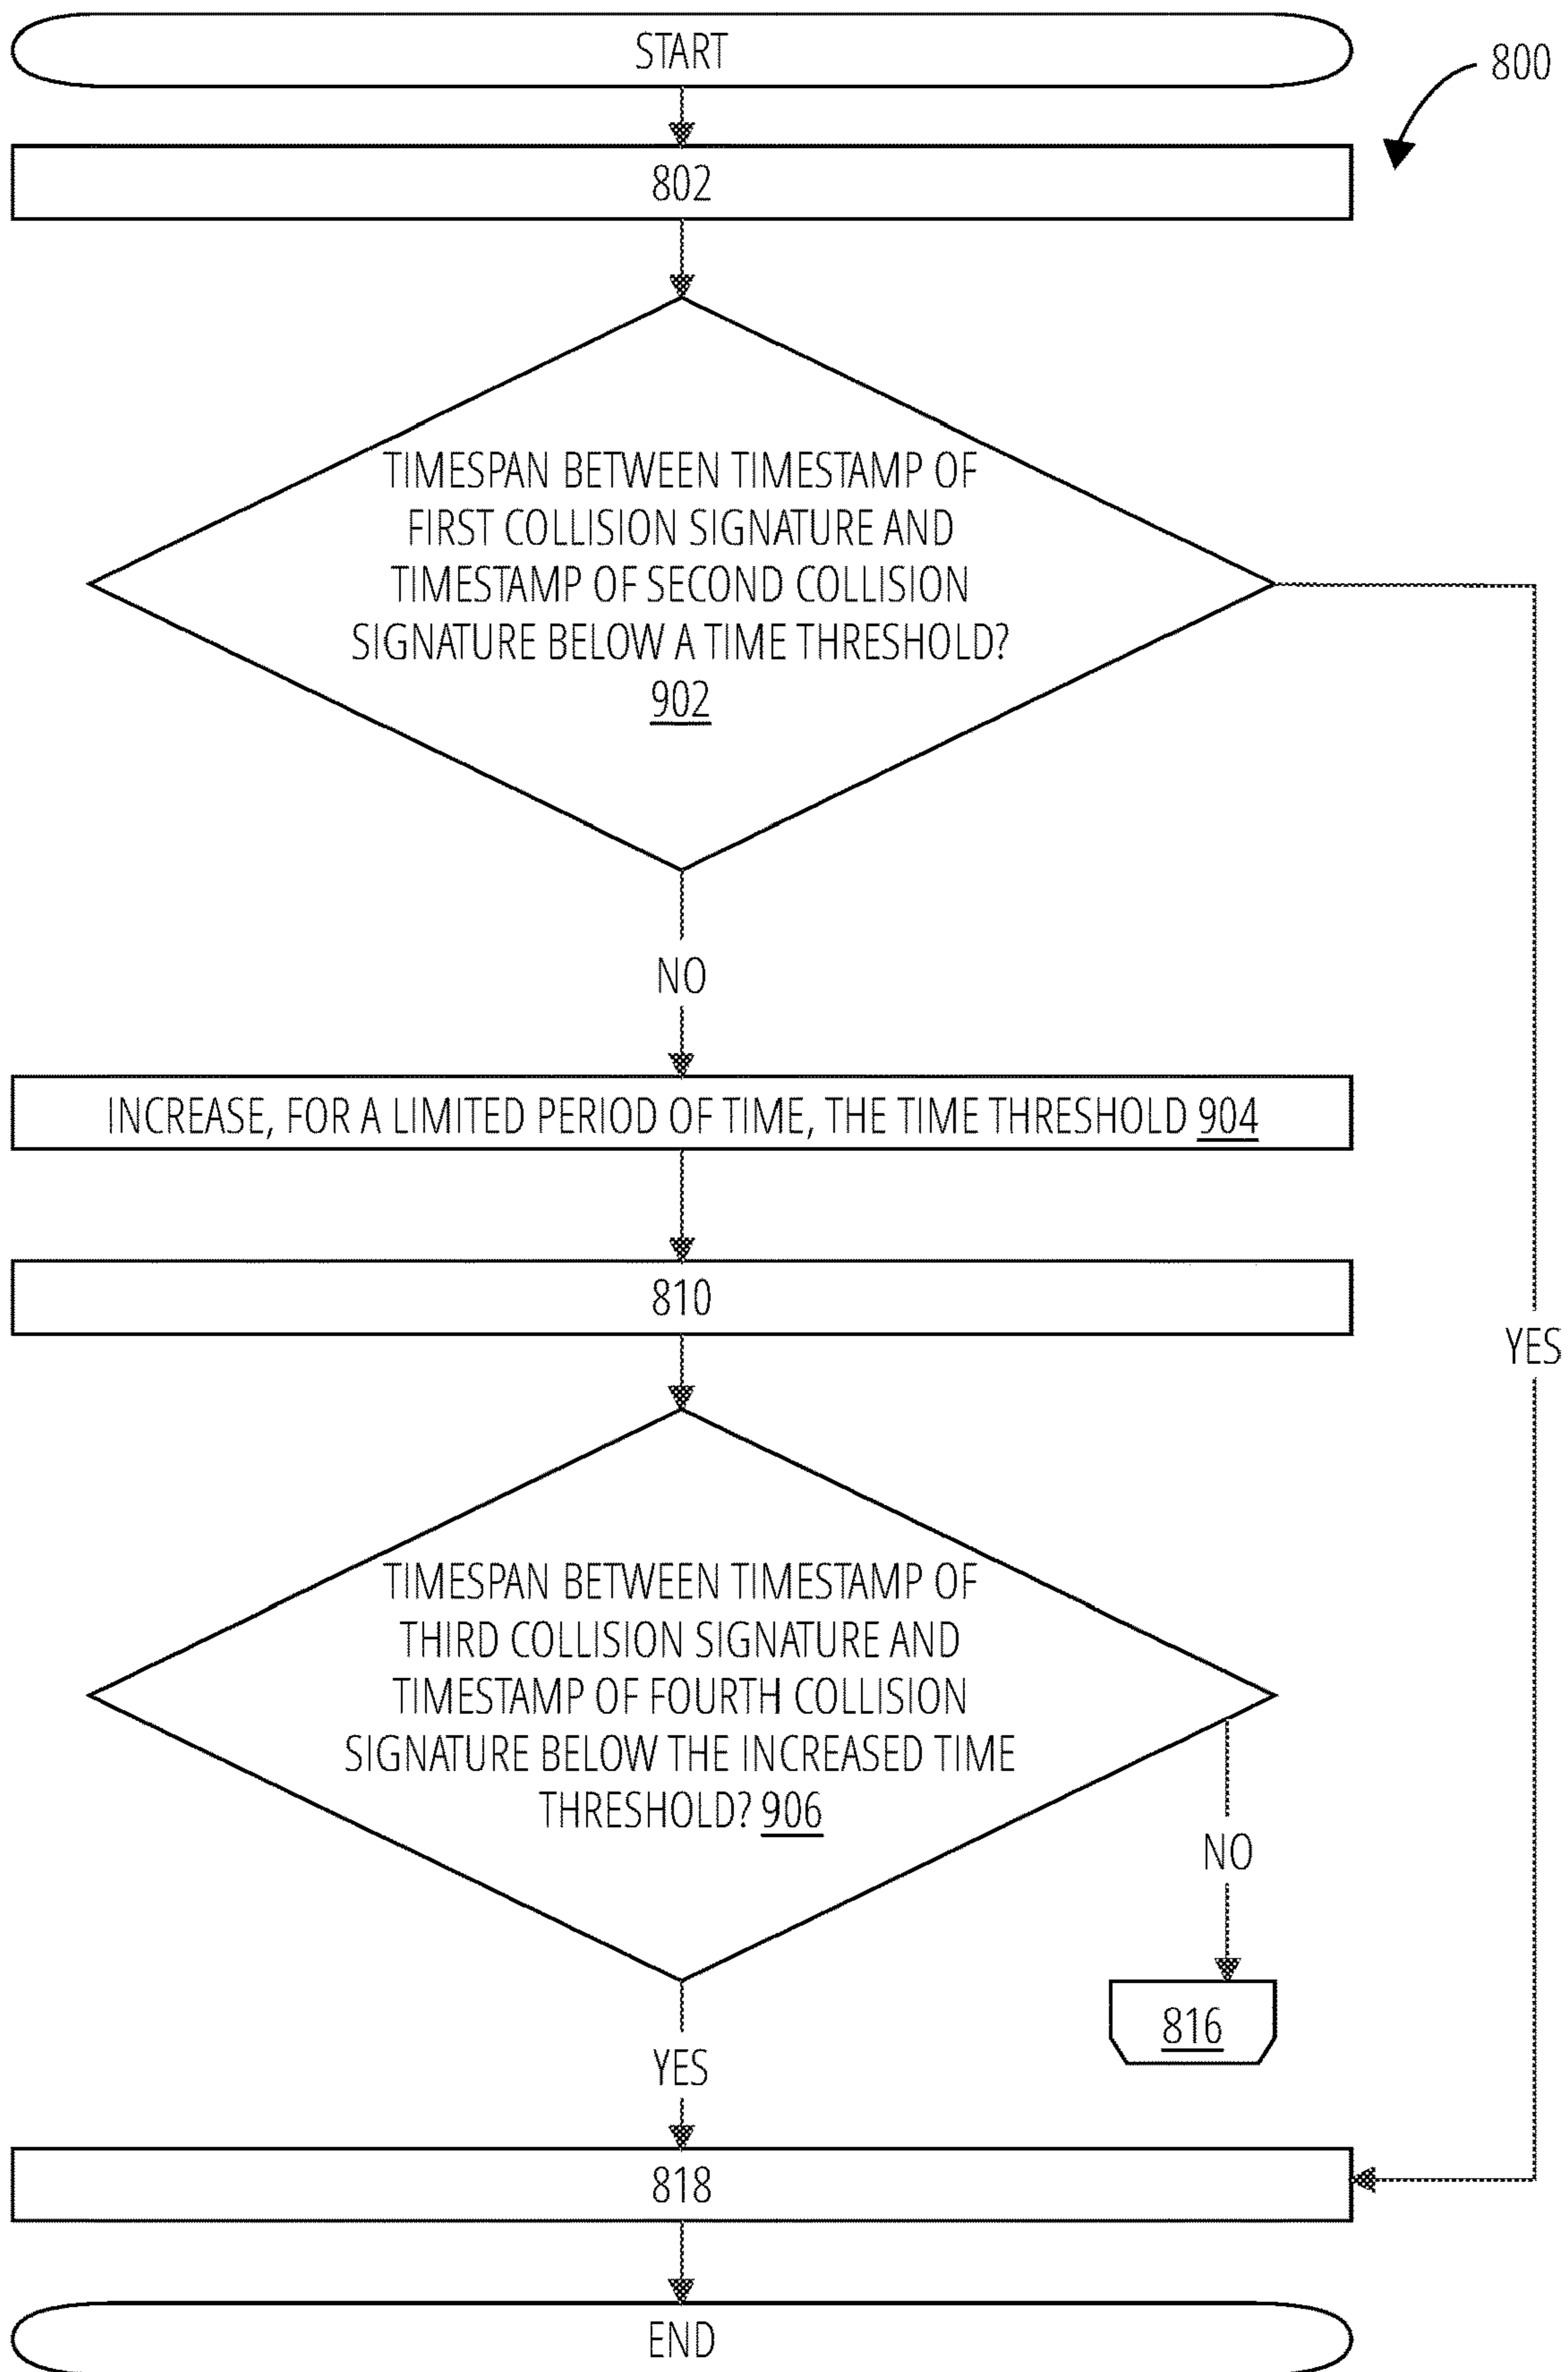 START
800
802
TIMESPAN BETWEEN TIMESTAMP OF
FIRST COLLISION SIGNATURE AND
TIMESTAMP OF SECOND COLLISION
SIGNATURE BELOW A TIME THRESHOLD?
902
NO
INCREASE, FOR A LIMITED PERIOD OF TIME, THE TIME THRESHOLD 904
810
YES
TIMESPAN BETWEEN TIMESTAMP OF
THIRD COLLISION SIGNATURE AND
TIMESTAMP OF FOURTH COLLISION
SIGNATURE BELOW THE INCREASED TIME
THRESHOLD? 906
NO
816
YES
818
END